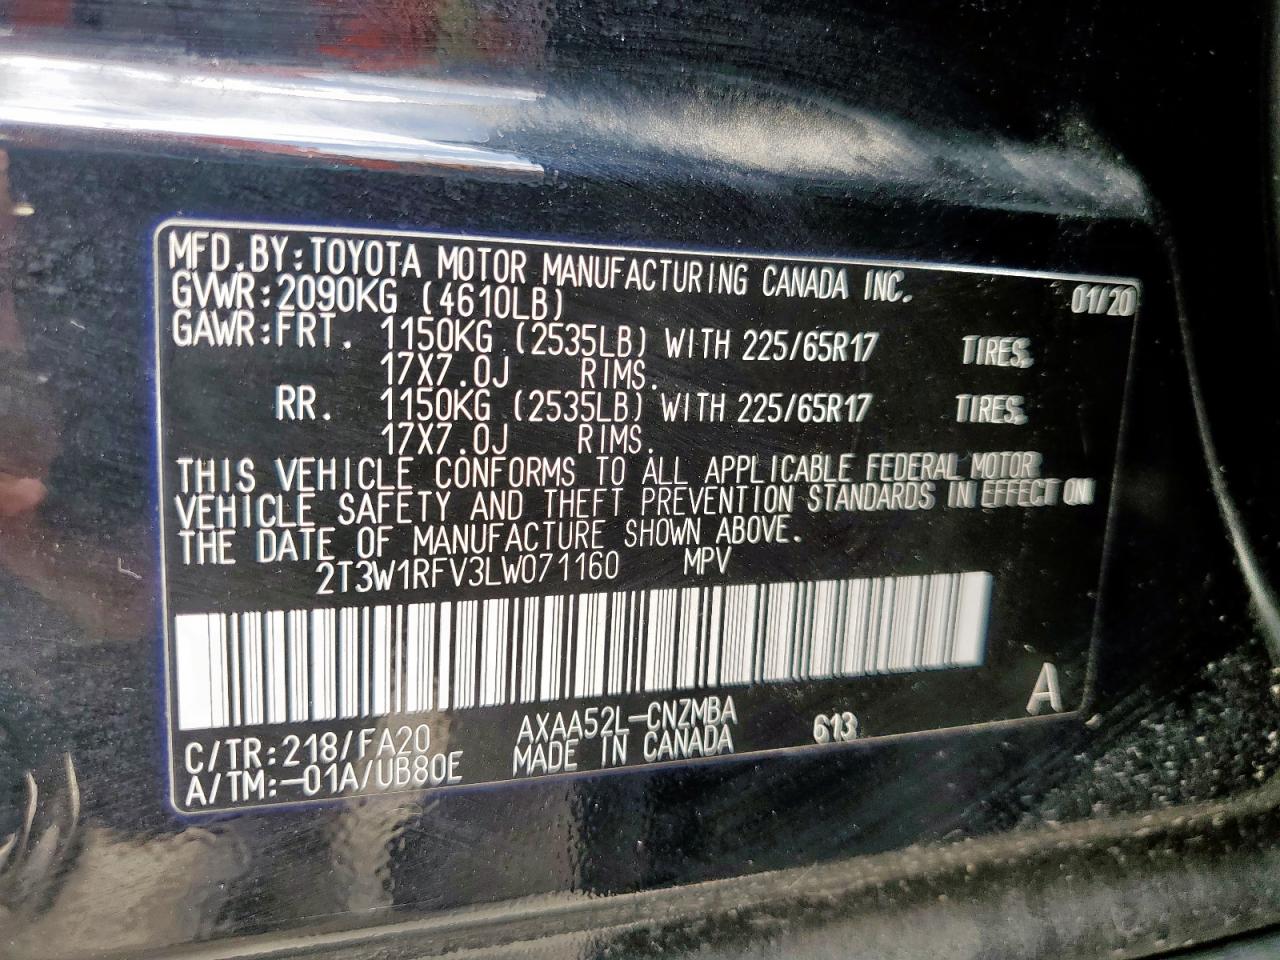 MFD.BY:TOYOTA MOTOR MANUFACTURING CANADA INC.
GVWR:2090KG (4610LB) 01/20
GAWR:FRT. 1150KG (2535LB) WITH 225/65R17 TIRES.
17X7.0J RIMS.
RR. 1150KG (2535LB) WITH 225/65R17 TIRES.
17X7.0J RIMS.
THIS VEHICLE CONFORMS TO ALL APPLICABLE FEDERAL MOTOR
VEHICLE SAFETY AND THEFT PREVENTION STANDARDS IN EFFECT ON
THE DATE OF MANUFACTURE SHOWN ABOVE.
2T3W1RFV3LW071160 MPV
A
C/TR:218/FA20 AXAA52L-CNZMBA 613
A/TM:-01A/UB80E MADE IN CANADA